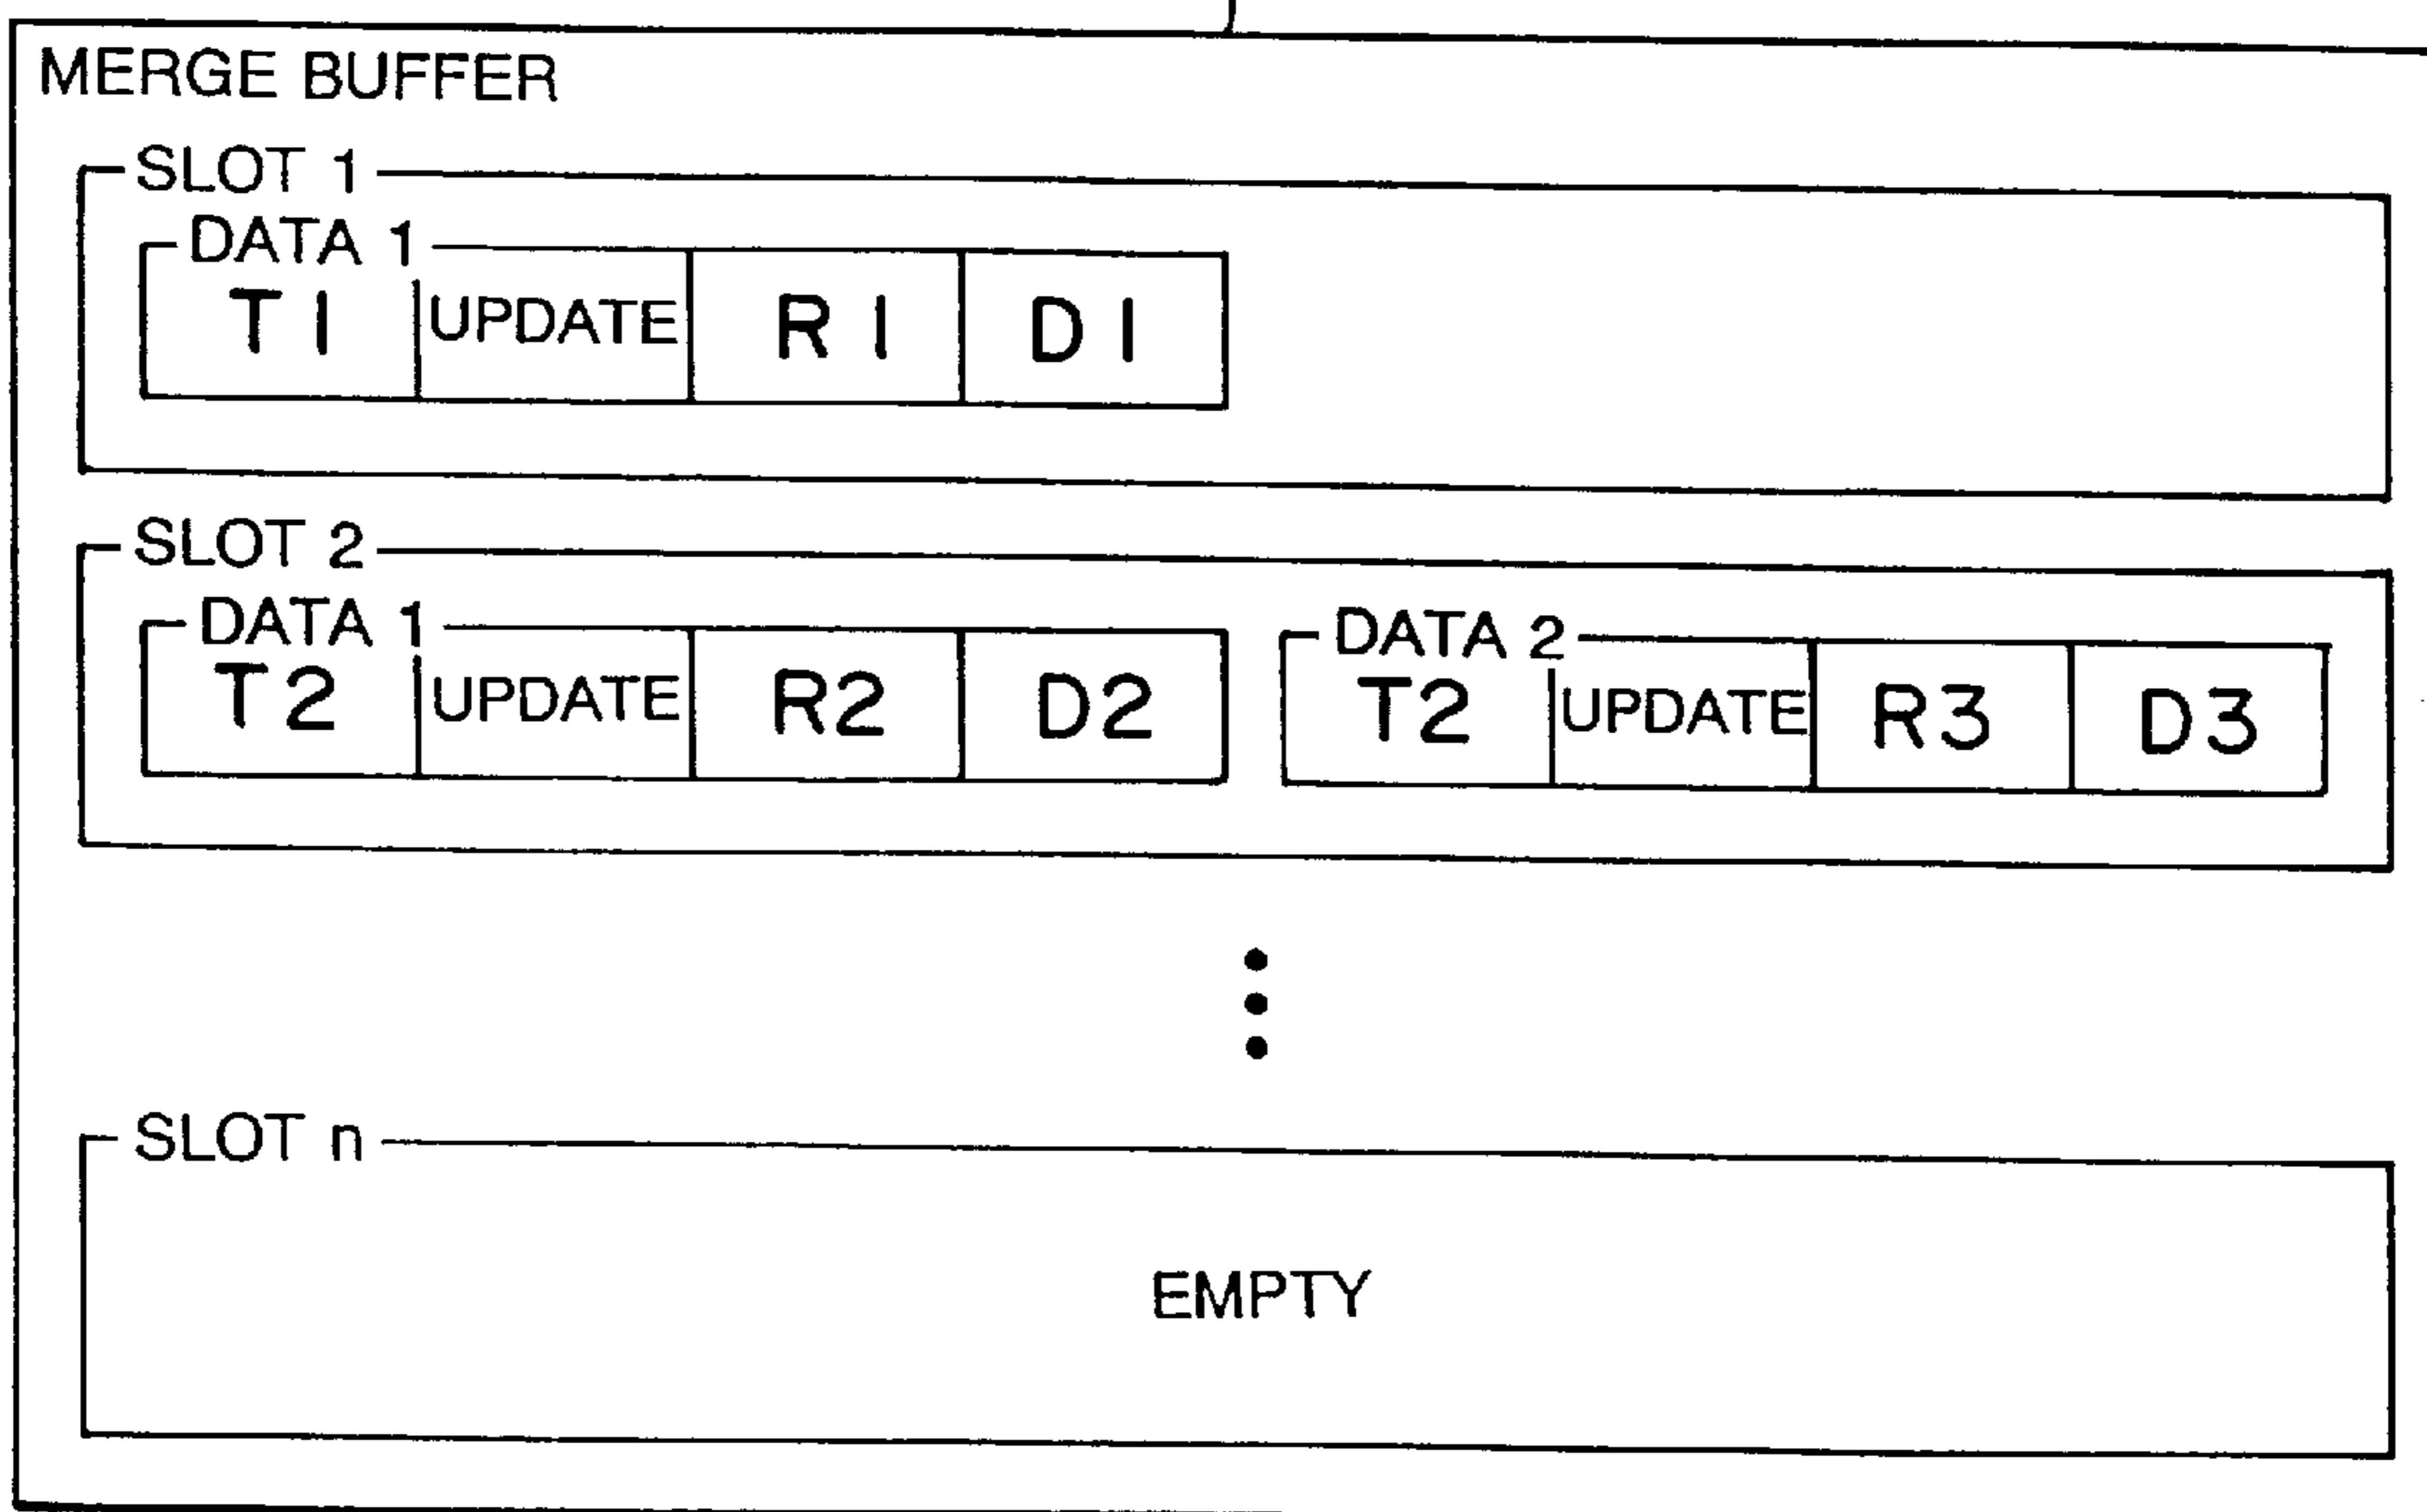 MERGE BUFFER
SLOT 1
DATA 1
T1 UPDATE R1 D1
SLOT 2
DATA 1 DATA 2
T2 UPDATE R2 D2 T2 UPDATE R3 D3
SLOT n
EMPTY